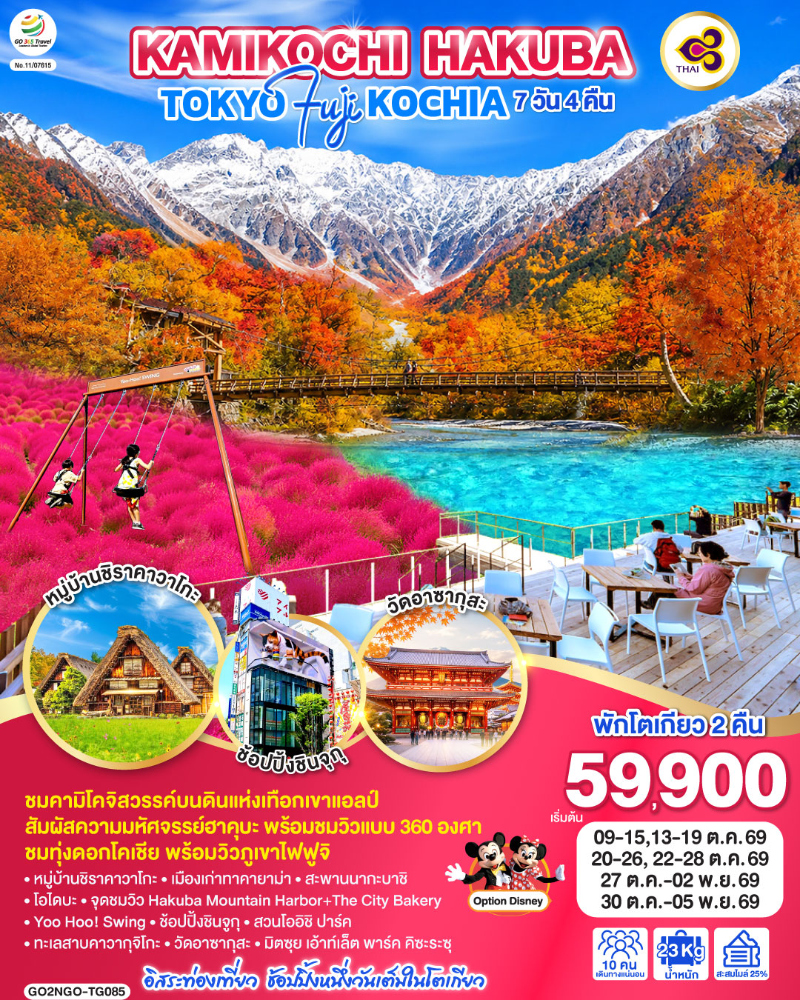 GO 365 Travel
Leaders in Global Tourism
No.11/07615
KAMIKOCHI HAKUBA
THAI
TOKYO Fuji KOCHIA 7 วัน 4 คืน
Yoo-Hoo! SWING
หมู่บ้านชิราคาวาโกะ
วัดอาซากุสะ
ช้อปปิ้งชินจุกุ
พักโตเกียว 2 คืน
59,900
เริ่มต้น
ชมคามิโคจิสวรรค์บนดินแห่งเทือกเขาแอลป์
สัมผัสความมหัศจรรย์ฮาคุบะ พร้อมชมวิวแบบ 360 องศา
ชมทุ่งดอกโคเชีย พร้อมวิวภูเขาไฟฟูจิ
• หมู่บ้านชิราคาวาโกะ • เมืองเก่าทาคายาม่า • สะพานนากะบาชิ
• โอไดบะ • จุดชมวิว Hakuba Mountain Harbor+The City Bakery
• Yoo Hoo! Swing • ช้อปปิ้งชินจูกุ • สวนโออิชิ ปาร์ค
• ทะเลสาบคาวากุจิโกะ • วัดอาซากุสะ • มิตซุย เอ้าท์เล็ต พาร์ค คิซะระซุ
Option Disney
09-15,13-19 ต.ค.69
20-26, 22-28 ต.ค.69
27 ต.ค.-02 พ.ย.69
30 ต.ค.-05 พ.ย.69
10 คน
เดินทางแน่นอน
23 Kg
น้ำหนัก
สะสมไมล์ 25%
อิสระท่องเที่ยว ช้อปปิ้งหนึ่งวันเต็มในโตเกียว
GO2NGO-TG085